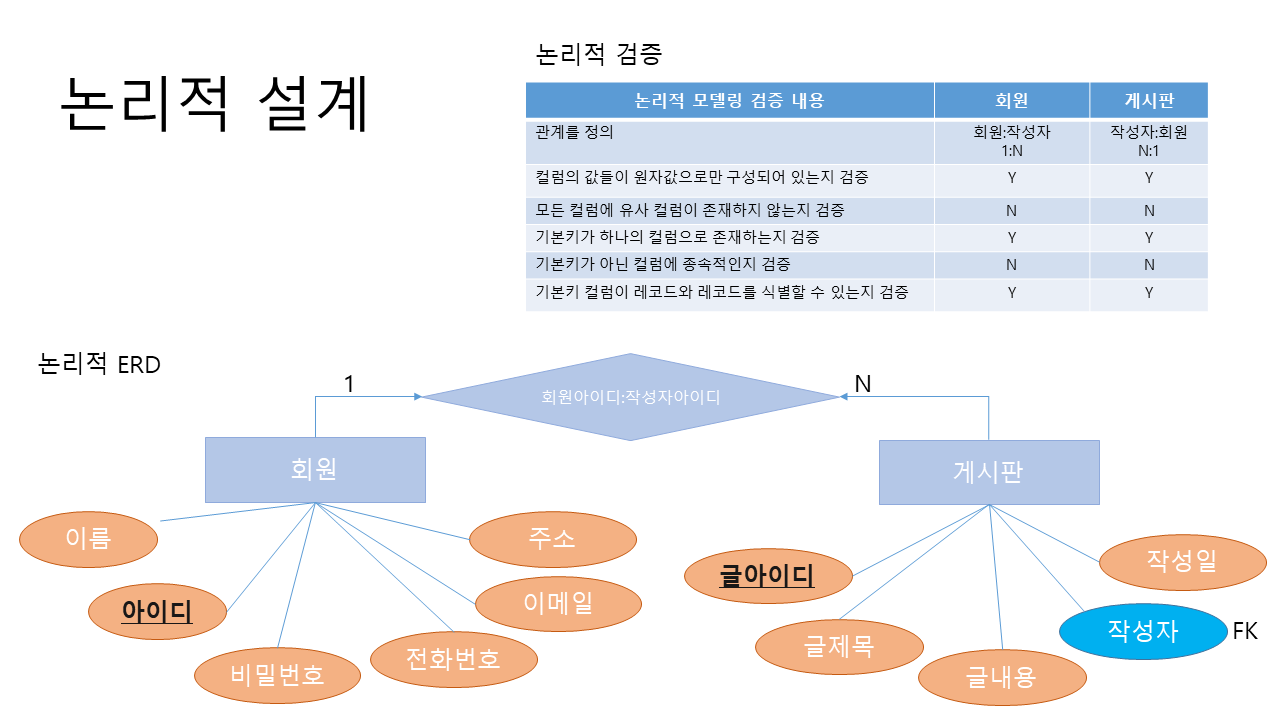 논리적 설계
논리적 검증
논리적 모델링 검증 내용 회원 게시판
관계를 정의 회원:작성자 작성자:회원
1:N N:1
컬럼의 값들이 원자값으로만 구성되어 있는지 검증 Y Y
모든 컬럼에 유사 컬럼이 존재하지 않는지 검증 N N
기본키가 하나의 컬럼으로 존재하는지 검증 Y Y
기본키가 아닌 컬럼에 종속적인지 검증 N N
기본키 컬럼이 레코드와 레코드를 식별할 수 있는지 검증 Y Y
논리적 ERD
1
회원아이디:작성자아이디
N
회원
게시판
이름
주소
아이디
이메일
비밀번호
전화번호
글아이디
작성일
글제목
작성자 FK
글내용